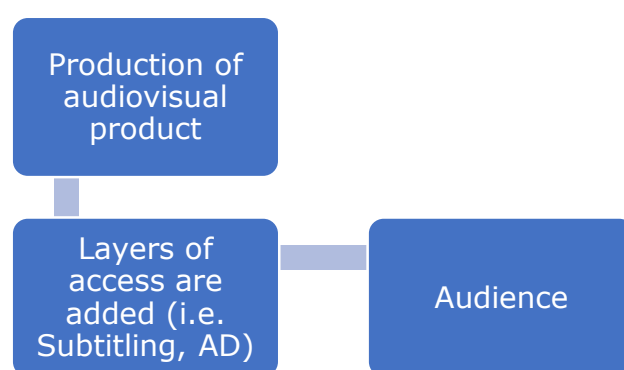 Production of
audiovisual
product
Layers of
access are
added (i.e.
Subtitling, AD)
Audience